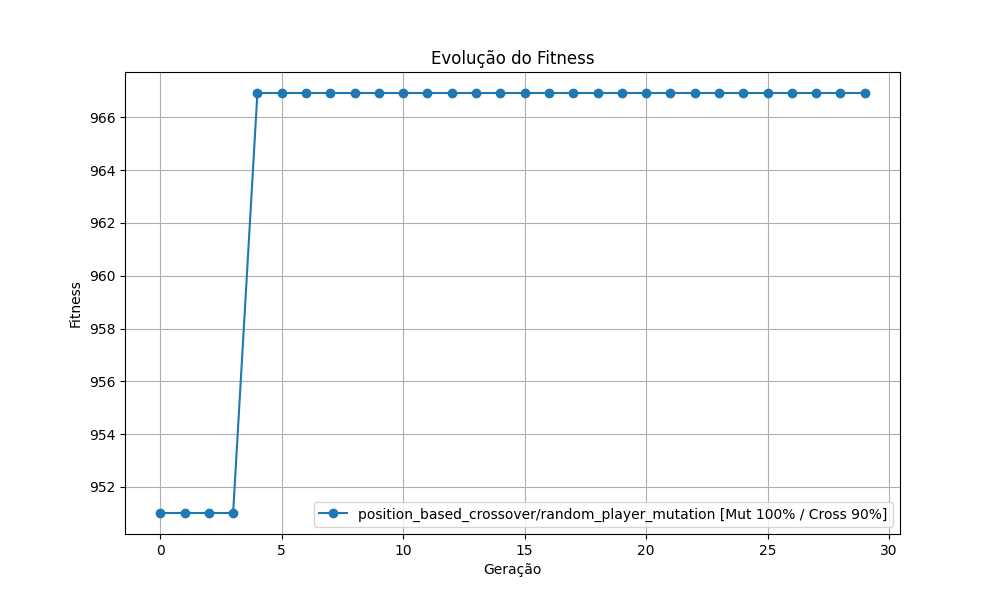 Evolução do Fitness
Fitness
966
964
962
960
958
956
954
952
position_based_crossover/random_player_mutation [Mut 100% / Cross 90%]
0 5 10 15 20 25 30
Geração